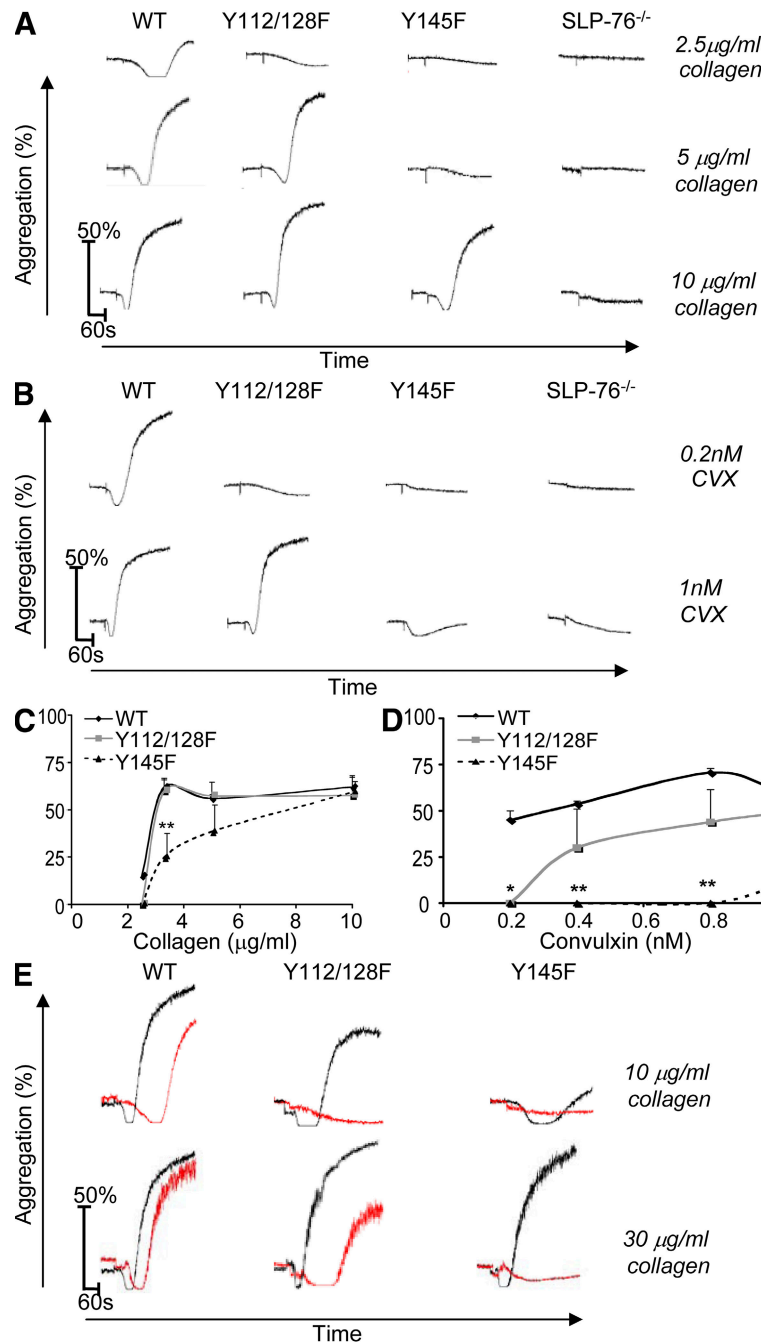 A
WT Y112/128F Y145F SLP-76-/-
2.5μg/ml
collagen
5 μg/ml
collagen
10 μg/ml
collagen
Aggregation (%)
50%
60s
Time
B
WT Y112/128F Y145F SLP-76-/-
0.2nM
CVX
1nM
CVX
Aggregation (%)
50%
60s
Time
C
WT
Y112/128F
Y145F
100
75
50
25
0
**
0 2 4 6 8 10
Collagen (μg/ml)
D
WT
Y112/128F
Y145F
100
75
50
25
0
* ** **
0 0.2 0.4 0.6 0.8
Convulxin (nM)
E
WT Y112/128F Y145F
10 μg/ml
collagen
30 μg/ml
collagen
Aggregation (%)
50%
60s
Time